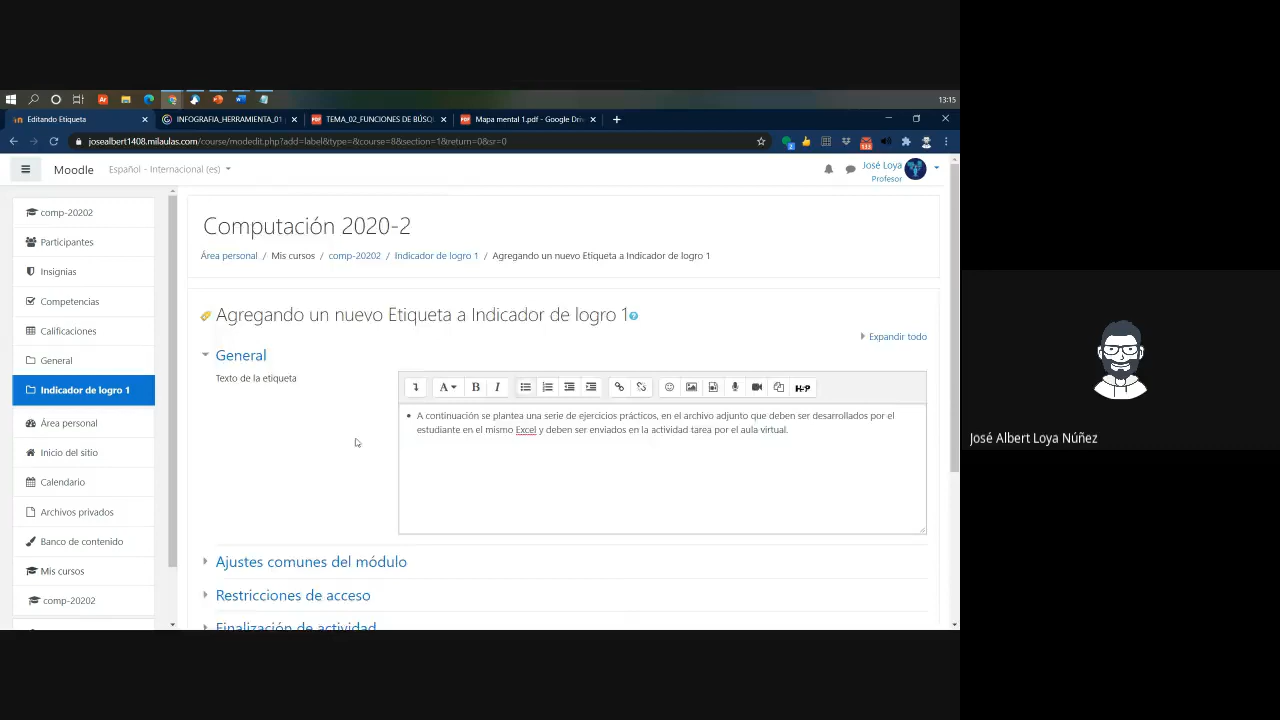 13:15
Editando Etiqueta
INFOGRAFIA_HERRAMIENTA_01
TEMA_02_FUNCIONES DE BÚSQ
Mapa mental 1.pdf - Google Driv
josealbert1408.milaulas.com/course/modedit.php?add=label&type=&course=8&section=1&return=0&sr=0
Moodle
Español - Internacional (es)
José Loya
Profesor
comp-20202
Participantes
Insignias
Competencias
Calificaciones
General
Indicador de logro 1
Área personal
Inicio del sitio
Calendario
Archivos privados
Banco de contenido
Mis cursos
comp-20202
Computación 2020-2
Área personal / Mis cursos / comp-20202 / Indicador de logro 1 / Agregando un nuevo Etiqueta a Indicador de logro 1
Agregando un nuevo Etiqueta a Indicador de logro 1
Expandir todo
General
Texto de la etiqueta
A B I H-P
A continuación se plantea una serie de ejercicios prácticos, en el archivo adjunto que deben ser desarrollados por el
estudiante en el mismo Excel y deben ser enviados en la actividad tarea por el aula virtual.
Ajustes comunes del módulo
Restricciones de acceso
Finalización de actividad
José Albert Loya Núñez